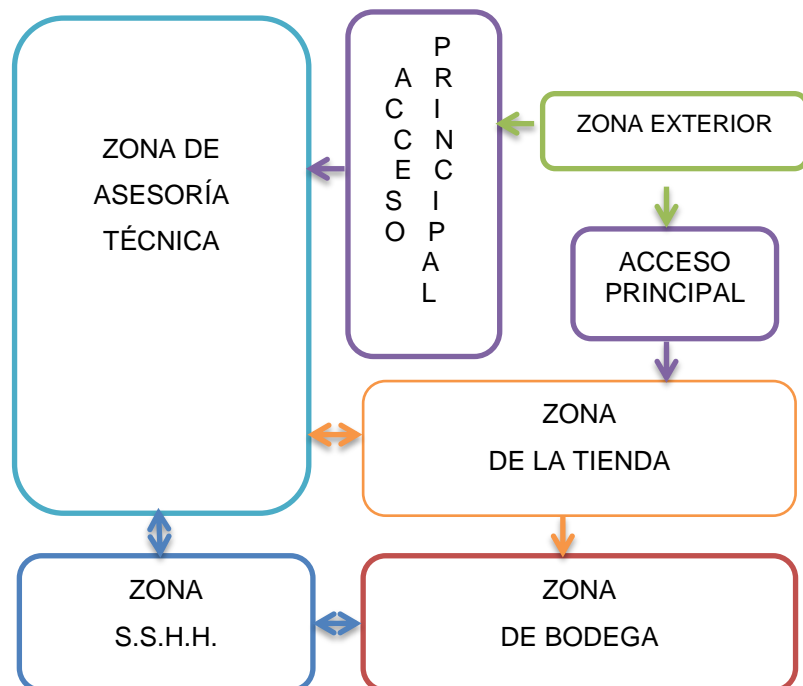 ZONA DE
ASESORÍA
TÉCNICA
ACCESO
PRINCIPAL
ZONA EXTERIOR
ACCESO
PRINCIPAL
ZONA
DE LA TIENDA
ZONA
S.S.H.H.
ZONA
DE BODEGA